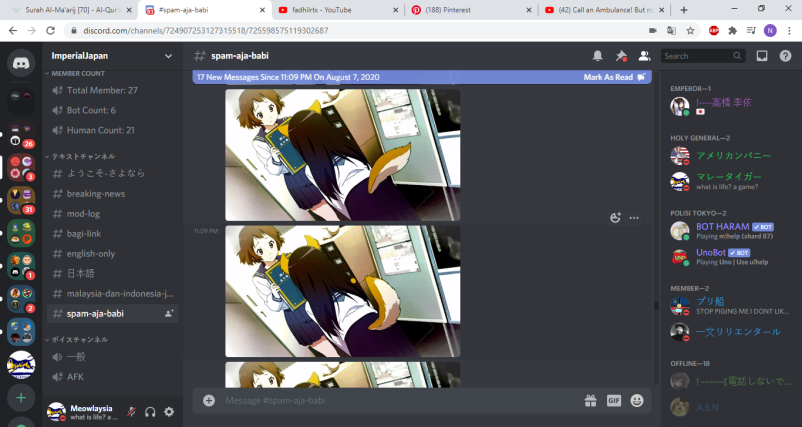 Surah Al-Ma'arij [70] - Al-Qur'
#spam-aja-babi
fadhilrtx - YouTube
(188) Pinterest
(42) Call an Ambulance! But no
discord.com/channels/724907253127315518/725598575119302687
ABP
N
ImperialJapan
#spam-aja-babi
Search
17 New Messages Since 11:09 PM On August 7, 2020
Mark As Read
MEMBER COUNT
Total Member: 27
Bot Count: 6
Human Count: 21
テキストチャンネル
ようこそ-さよなら
breaking-news
mod-log
bagi-link
english-only
日本語
malaysia-dan-indonesia-j...
spam-aja-babi
ボイスチャンネル
一般
AFK
Meowlaysia
what is life? a ...
26
3
31
1
2
11:09 PM
Message #spam-aja-babi
GIF
EMPEROR—1
!----高橋 李依
HOLY GENERAL—2
アメリカンバニー
マレータイガー
what is life? a game?
POLISI TOKYO—2
BOT HARAM BOT
Playing m!help (shard 87)
UnoBot BOT
Playing Uno | Use u!help
MEMBER—2
プリ船
STOP PIGING ME I DONT LIK...
一文リリエンタール
OFFLINE—18
! ------[電話しないで...
A.S.N